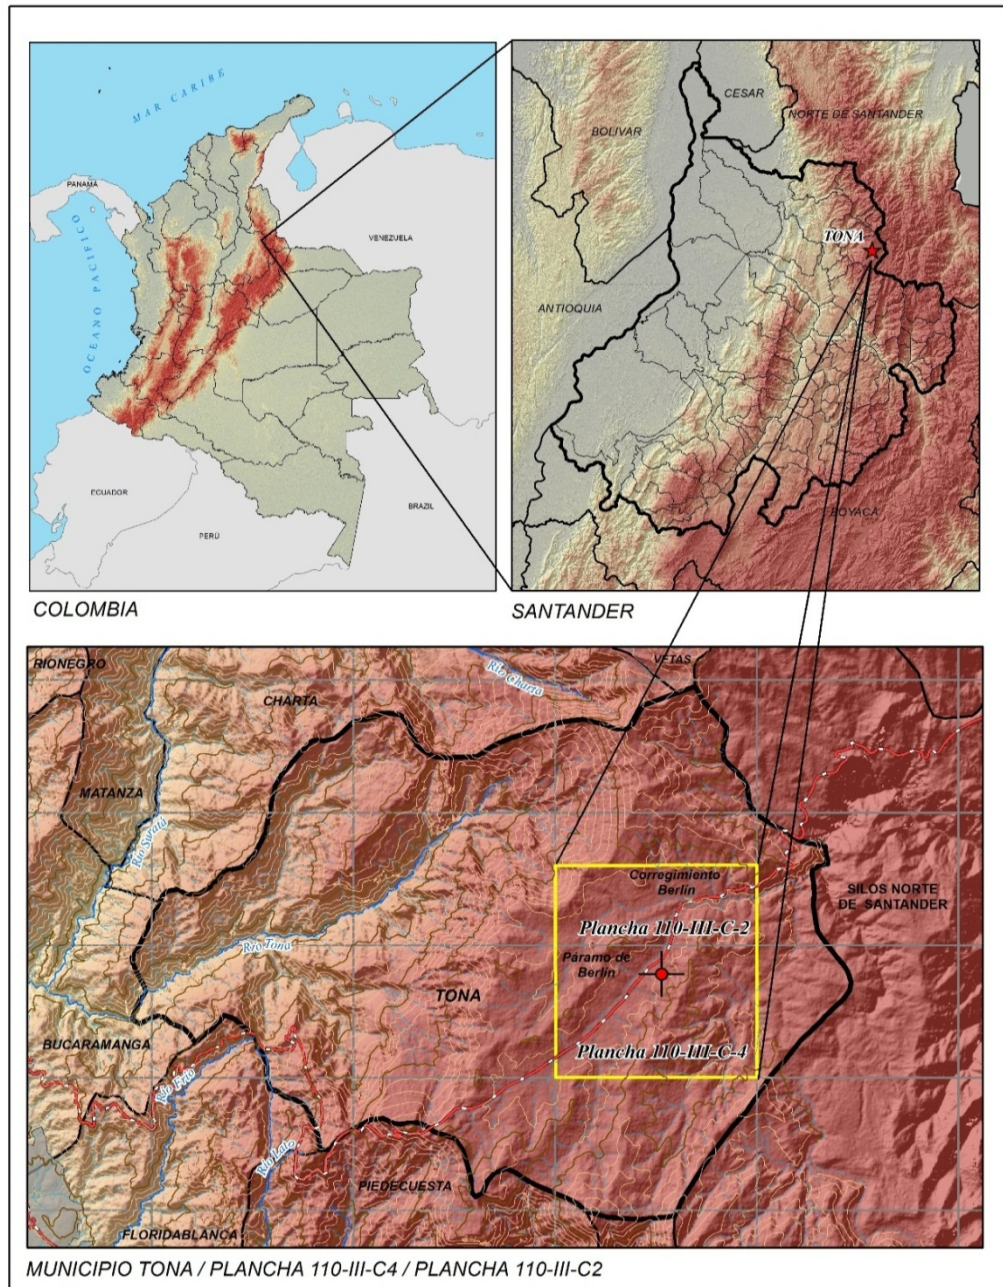 MAR CARIBE
PANAMÁ
VENEZUELA
OCEANO PACIFICO
ECUADOR
BRAZIL
PERÚ
COLOMBIA
CESAR
NORTE DE SANTANDER
BOLIVAR
TONA
ANTIOQUIA
BOYACA
SANTANDER
RIONEGRO
VETAS
Río Charta
CHARTA
MATANZA
Río Suratá
Corregimiento
Berlín
SILOS NORTE
DE SANTANDER
Plancha 110-III-C-2
Río Tona
Páramo de
Berlín
TONA
BUCARAMANGA
Plancha 110-III-C-4
Río Frío
Río Lato
PIEDECUESTA
FLORIDABLANCA
MUNICIPIO TONA / PLANCHA 110-III-C4 / PLANCHA 110-III-C2